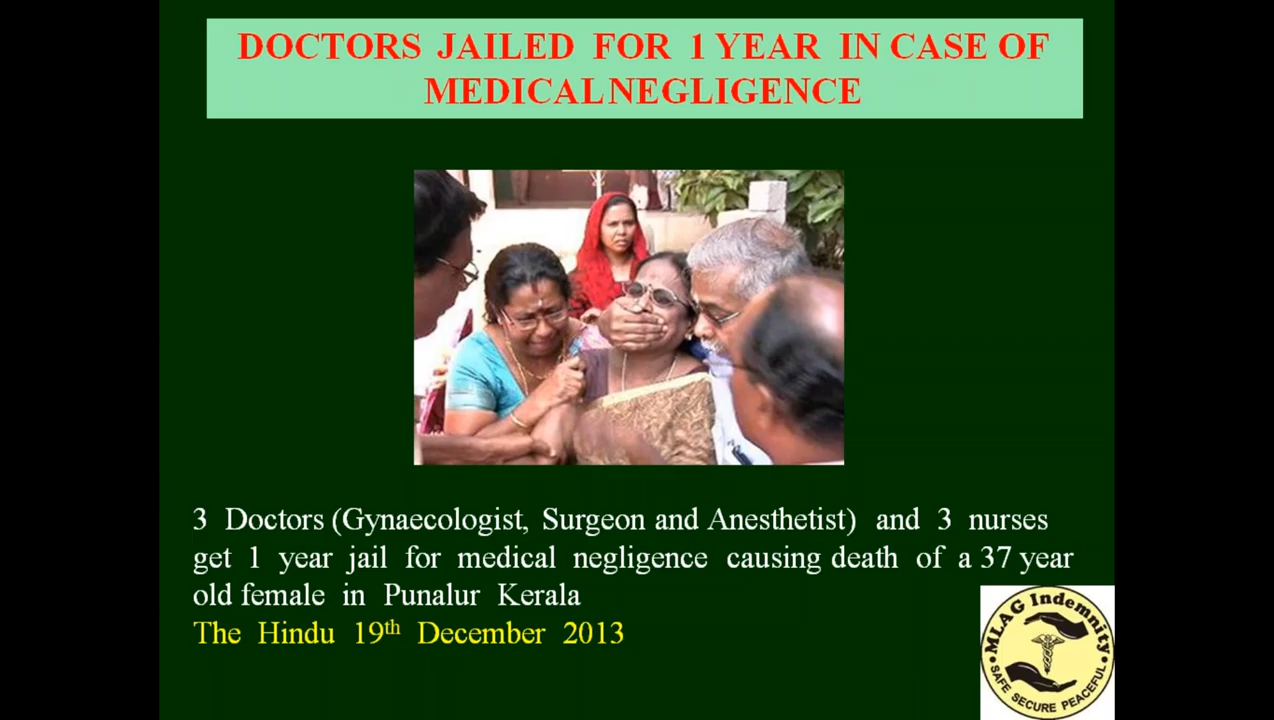 DOCTORS JAILED FOR 1 YEAR IN CASE OF
MEDICAL NEGLIGENCE
3 Doctors (Gynaecologist, Surgeon and Anesthetist) and 3 nurses
get 1 year jail for medical negligence causing death of a 37 year
old female in Punalur Kerala
The Hindu 19th December 2013
MLAG Indemnity
SAFE SECURE PEACEFUL